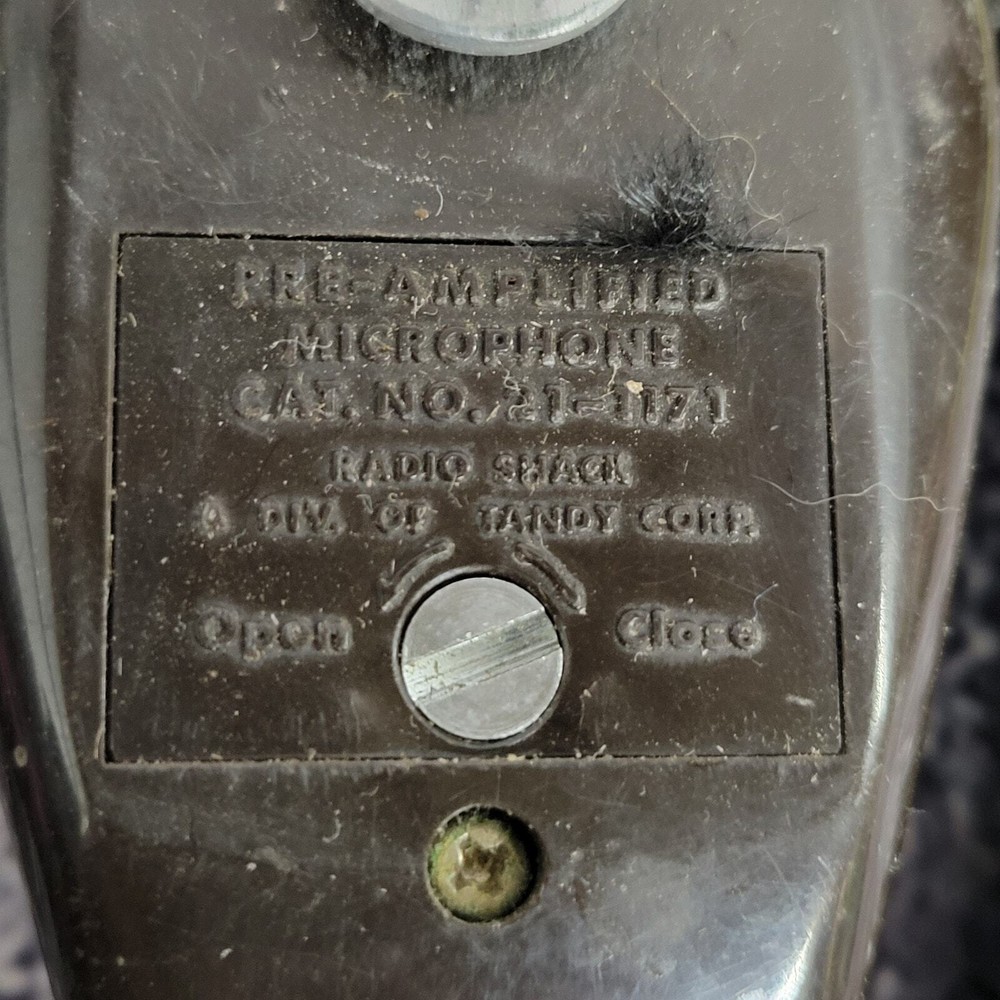 PRE-AMPLIFIED
MICROPHONE
CAT. NO. 21-1171
RADIO SHACK
A DIV. OF TANDY CORP.
Open Close